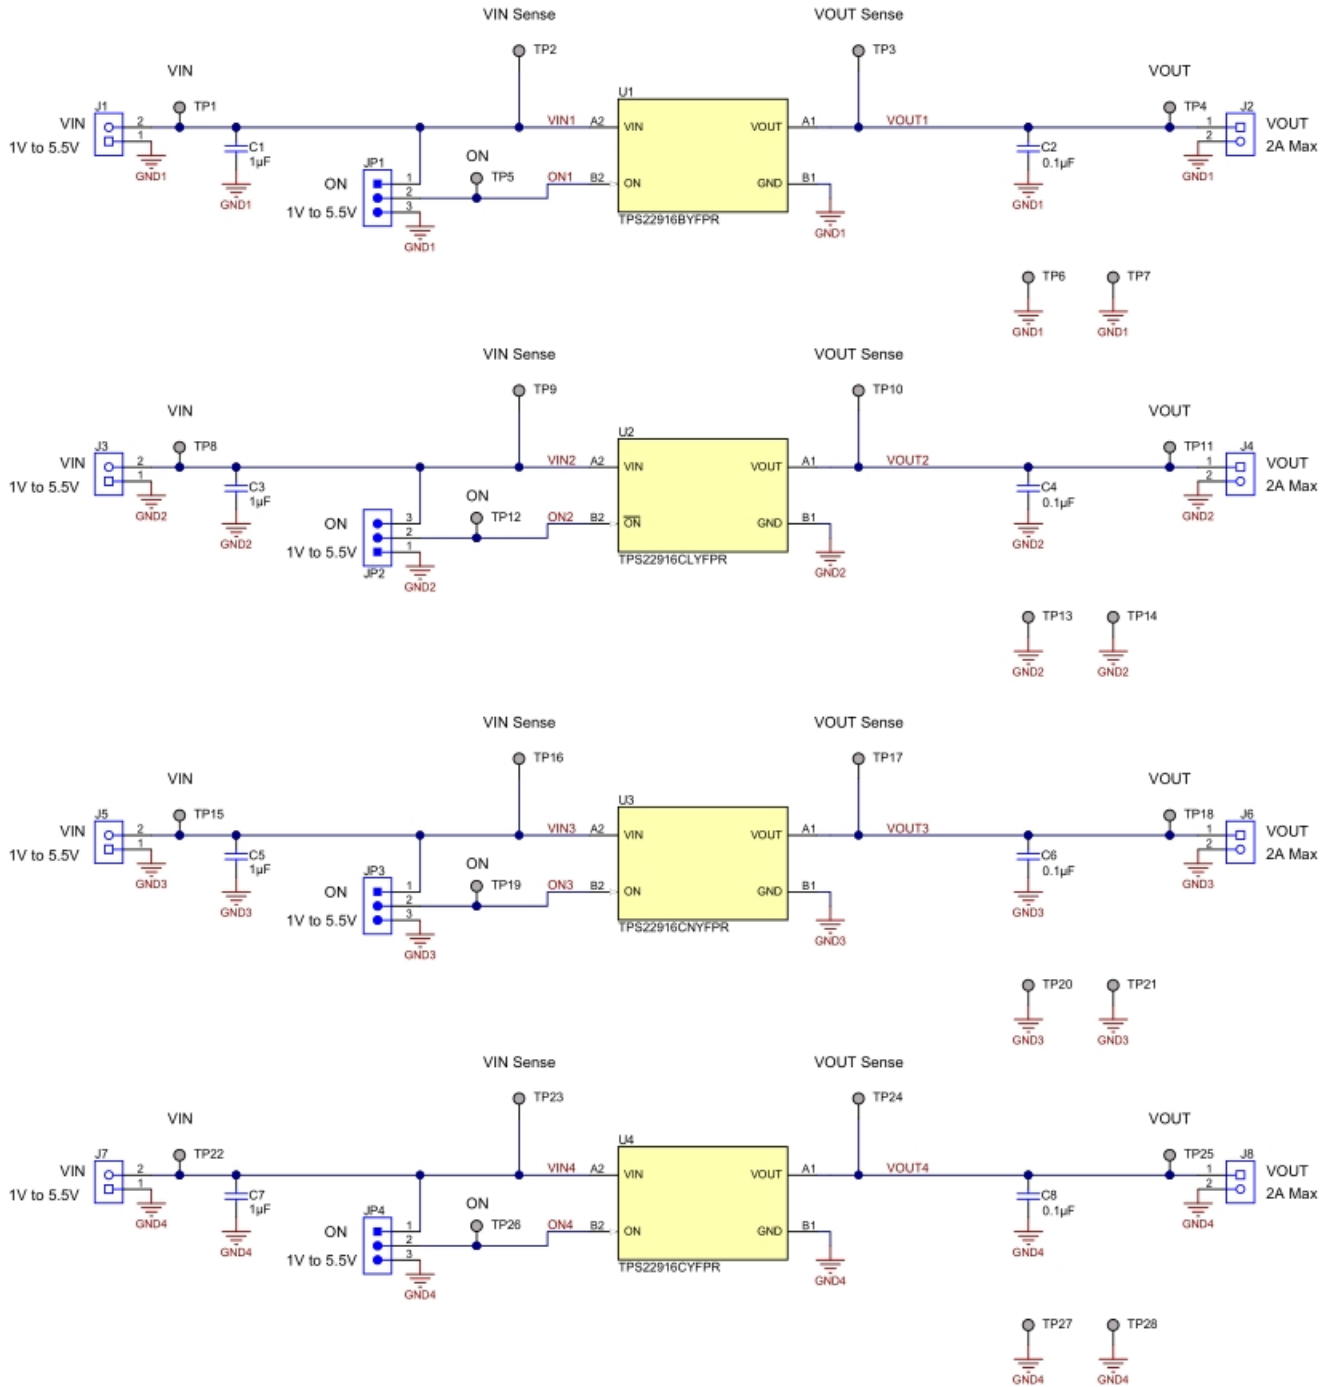 VIN Sense
VOUT Sense
TP2
TP3
VIN
VOUT
J1
TP1
U1
TP4
J2
VIN
2
VIN1
A2
VIN
VOUT
A1
VOUT1
1
VOUT
1V to 5.5V
1
C1
1µF
C2
0.1µF
2
2A Max
GND1
JP1
ON
GND1
ON
1
TP5
GND1
2
ON1
B2
ON
GND
B1
GND1
1V to 5.5V
3
TPS22916BYFPR
GND1
GND1
TP6
TP7
GND1
GND1
VIN Sense
VOUT Sense
TP9
TP10
VIN
VOUT
J3
TP8
U2
TP11
J4
VIN
2
VIN2
A2
VIN
VOUT
A1
VOUT2
1
VOUT
1V to 5.5V
1
C3
1µF
C4
0.1µF
2
2A Max
GND2
ON
GND2
ON
3
TP12
GND2
2
ON2
B2
ON
GND
B1
GND2
1V to 5.5V
1
JP2
TPS22916CLYFPR
GND2
GND2
TP13
TP14
GND2
GND2
VIN Sense
VOUT Sense
TP16
TP17
VIN
VOUT
J5
TP15
U3
TP18
J6
VIN
2
VIN3
A2
VIN
VOUT
A1
VOUT3
1
VOUT
1V to 5.5V
1
C5
1µF
C6
0.1µF
2
2A Max
GND3
JP3
ON
GND3
ON
1
TP19
GND3
2
ON3
B2
ON
GND
B1
GND3
1V to 5.5V
3
TPS22916CNYFPR
GND3
GND3
TP20
TP21
GND3
GND3
VIN Sense
VOUT Sense
TP23
TP24
VIN
VOUT
J7
TP22
U4
TP25
J8
VIN
2
VIN4
A2
VIN
VOUT
A1
VOUT4
1
VOUT
1V to 5.5V
1
C7
1µF
C8
0.1µF
2
2A Max
GND4
JP4
ON
GND4
ON
1
TP26
GND4
2
ON4
B2
ON
GND
B1
GND4
1V to 5.5V
3
TPS22916CYFPR
GND4
GND4
TP27
TP28
GND4
GND4